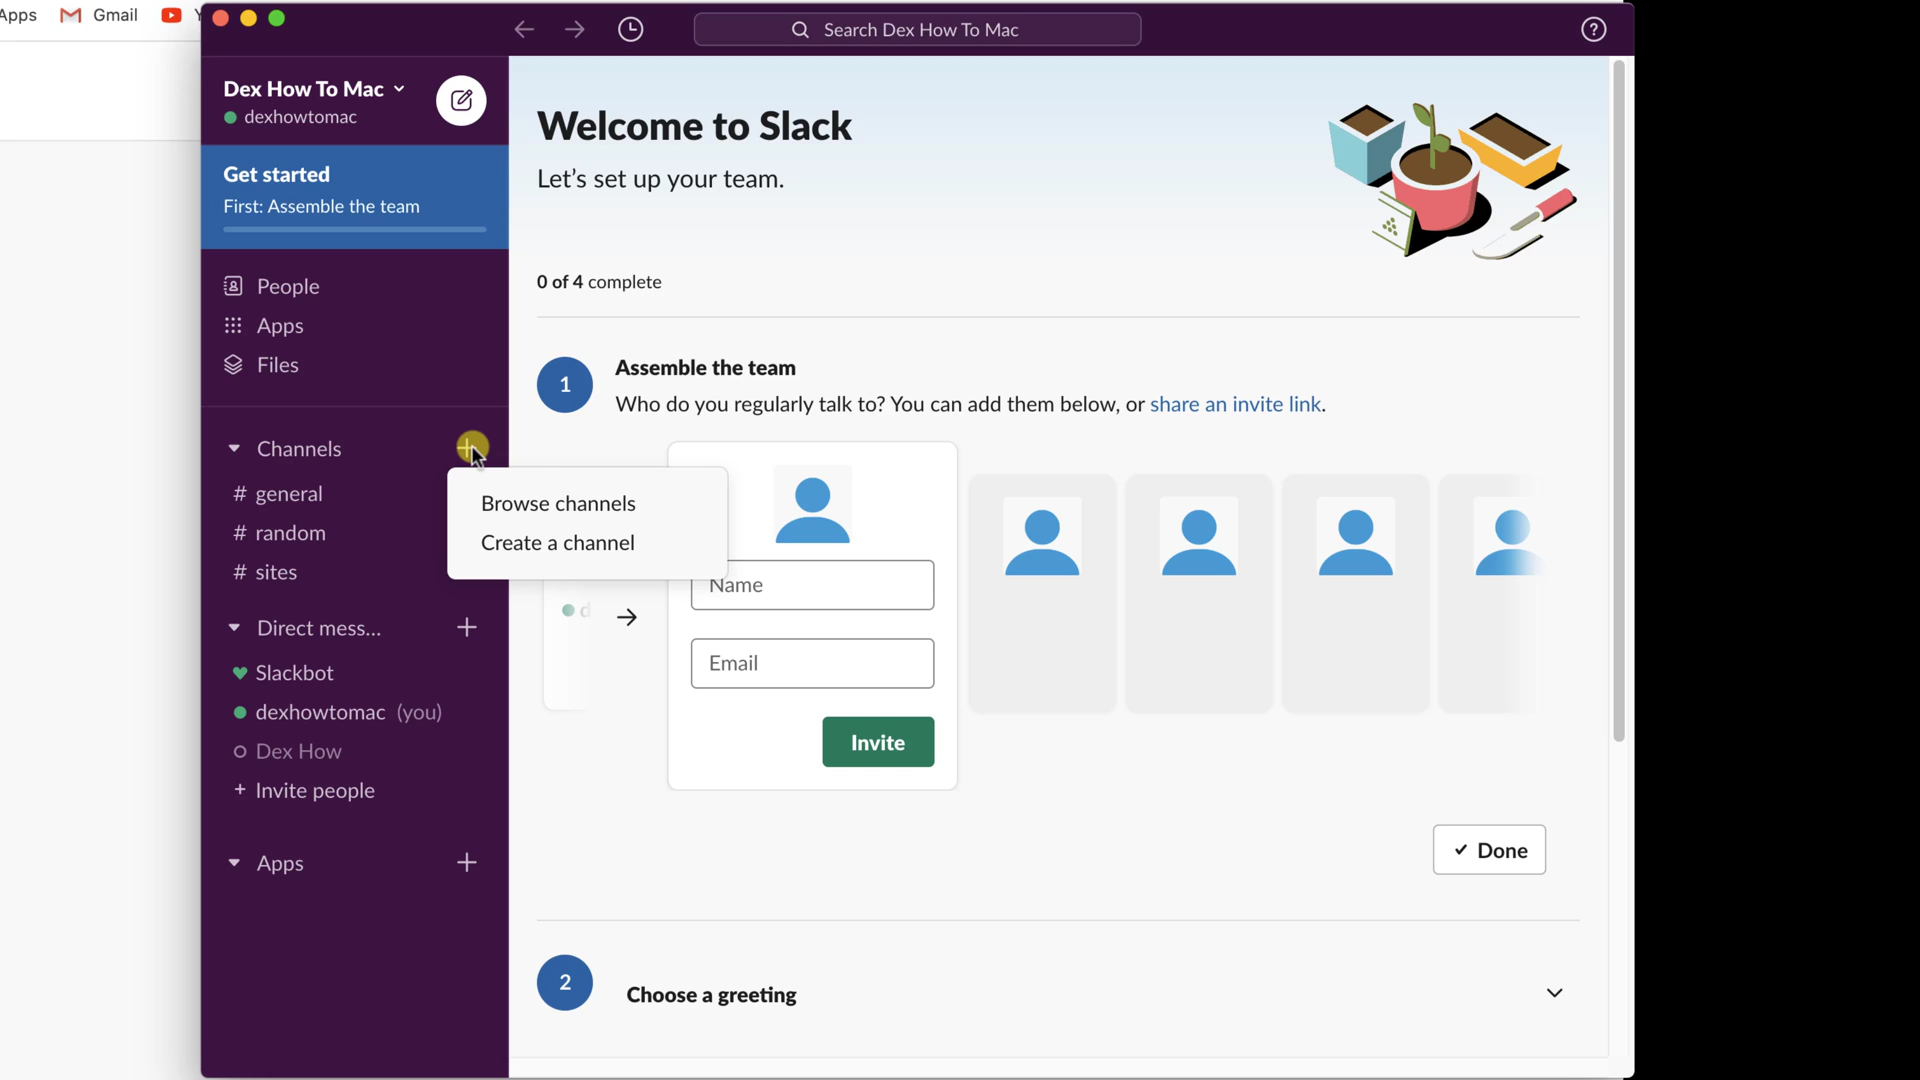 Apps Gmail Y
Search Dex How To Mac
?
Dex How To Mac
dexhowtomac
Get started
First: Assemble the team
People
Apps
Files
Channels +
# general
# random
# sites
Browse channels
Create a channel
Direct mess... +
Slackbot
dexhowtomac (you)
Dex How
+ Invite people
Apps +
Welcome to Slack
Let's set up your team.
0 of 4 complete
1
Assemble the team
Who do you regularly talk to? You can add them below, or share an invite link.
d
Name
Email
Invite
Done
2
Choose a greeting